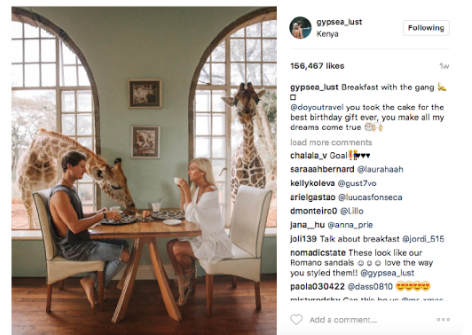 gypsea_lust
Kenya
Following
156,467 likes
1w
gypsea_lust Breakfast with the gang
@doyoutravel you took the cake for the
best birthday gift ever, you make all my
dreams come true
load more comments
chalala_v Goal
saraaahbernard @laurahaah
kellykoleva @gust7vo
arielgastao @luucasfonsc
dmonteiro0 @Lillo
jana__hu @anna_prie
joli139 Talk about breakfast @jordi_515
nomadicstate These look like our
Romano sandals ☺☺☺ love the way
you styled them!! @gypsea_lust
paola030422 @dass0810
Add a comment...